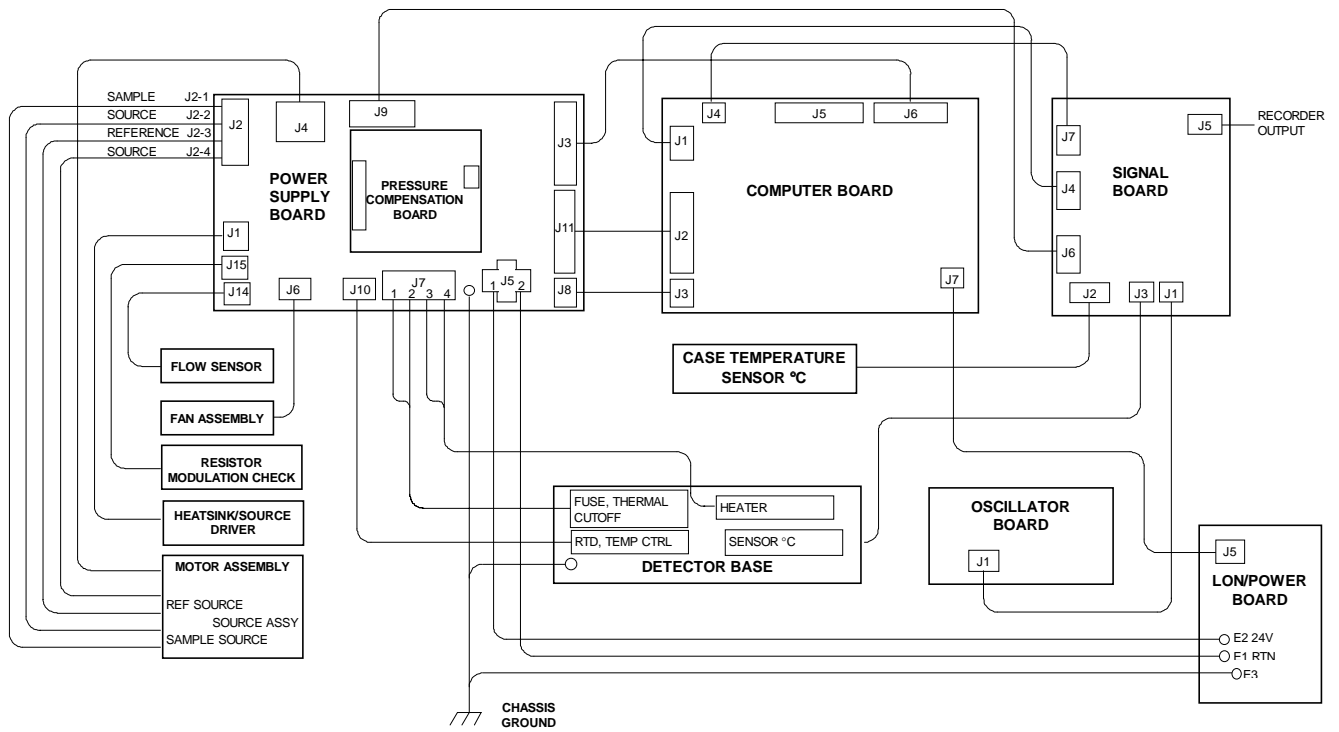 SAMPLE J2-1
SOURCE J2-2
REFERENCE J2-3
SOURCE J2-4
J2
J4
J9
J3
J11
J8
POWER
SUPPLY
BOARD
PRESSURE
COMPENSATION
BOARD
J1
J15
J14
J6
J10
J7
1 2 3 4
1 J5 2
J4
J5
J6
J1
COMPUTER BOARD
J2
J3
J7
J5
RECORDER
OUTPUT
J7
J4
J6
SIGNAL
BOARD
J2
J3
J1
FLOW SENSOR
FAN ASSEMBLY
RESISTOR
MODULATION CHECK
HEATSINK/SOURCE
DRIVER
MOTOR ASSEMBLY
REF SOURCE
SOURCE ASSY
SAMPLE SOURCE
CASE TEMPERATURE
SENSOR °C
FUSE, THERMAL
CUTOFF
HEATER
RTD, TEMP CTRL
SENSOR °C
DETECTOR BASE
OSCILLATOR
BOARD
J1
J5
LON/POWER
BOARD
E2 24V
E1 RTN
E3
CHASSIS
GROUND